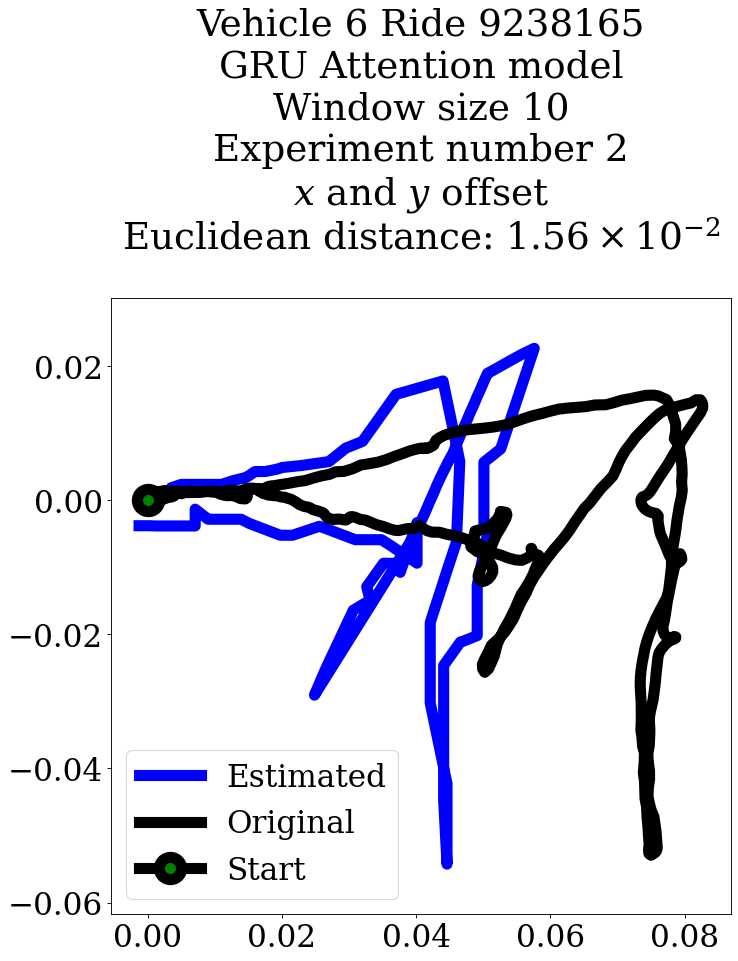 Vehicle 6 Ride 9238165
GRU Attention model
Window size 10
Experiment number 2
x and y offset
Euclidean distance: 1.56 × 10⁻²
0.02
0.00
−0.02
−0.04
−0.06
Estimated
Original
Start
0.00 0.02 0.04 0.06 0.08